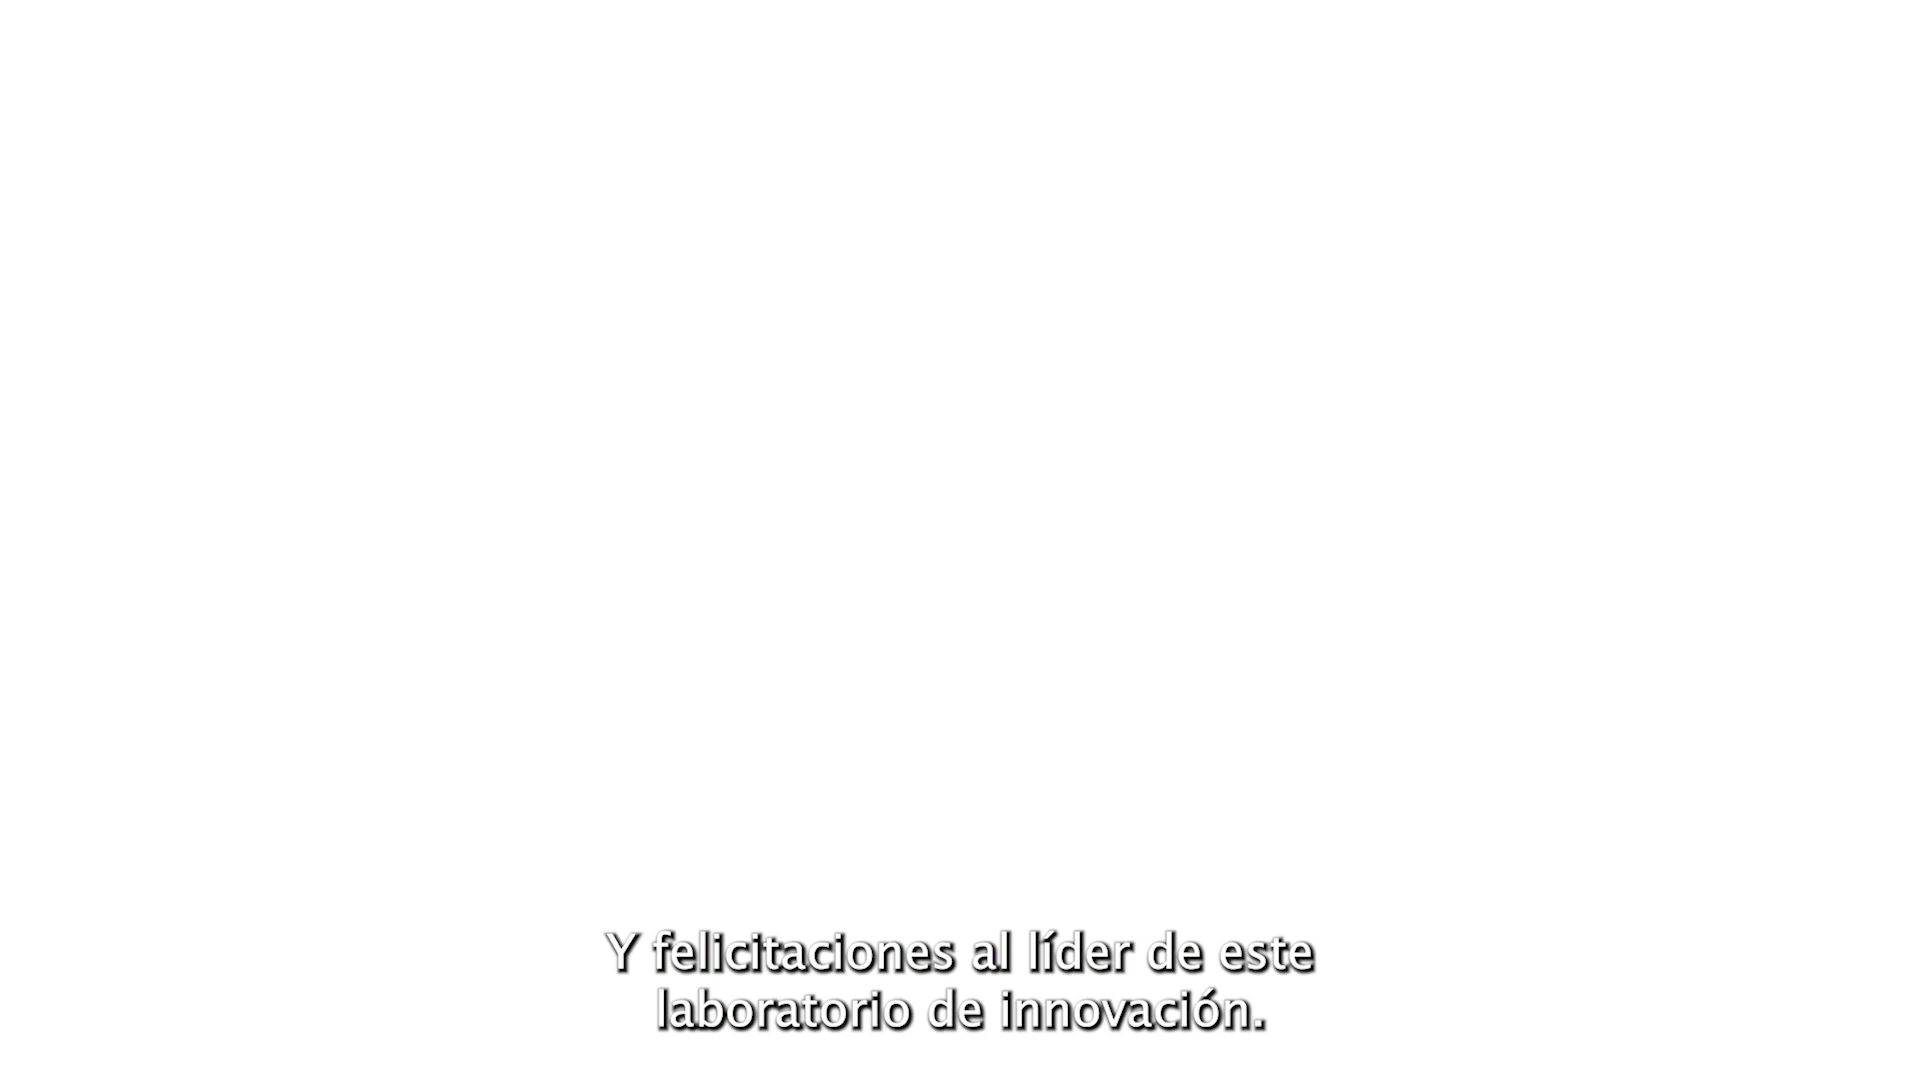 Y felicitaciones al líder de este
laboratorio de innovación.